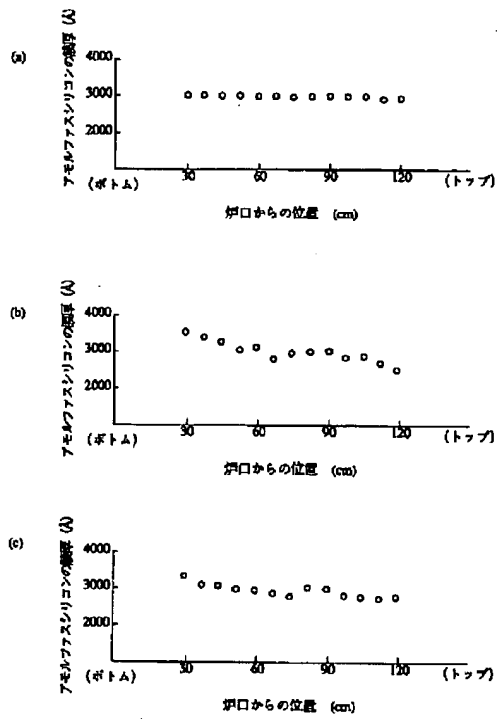 (a)
アモルファスシリコンの膜厚 (Å)
4000
3000
2000
(ボトム) 30 60 90 120 (トップ)
炉口からの位置 (cm)
(b)
アモルファスシリコンの膜厚 (Å)
4000
3000
2000
(ボトム) 30 60 90 120 (トップ)
炉口からの位置 (cm)
(c)
アモルファスシリコンの膜厚 (Å)
4000
3000
2000
(ボトム) 30 60 90 120 (トップ)
炉口からの位置 (cm)